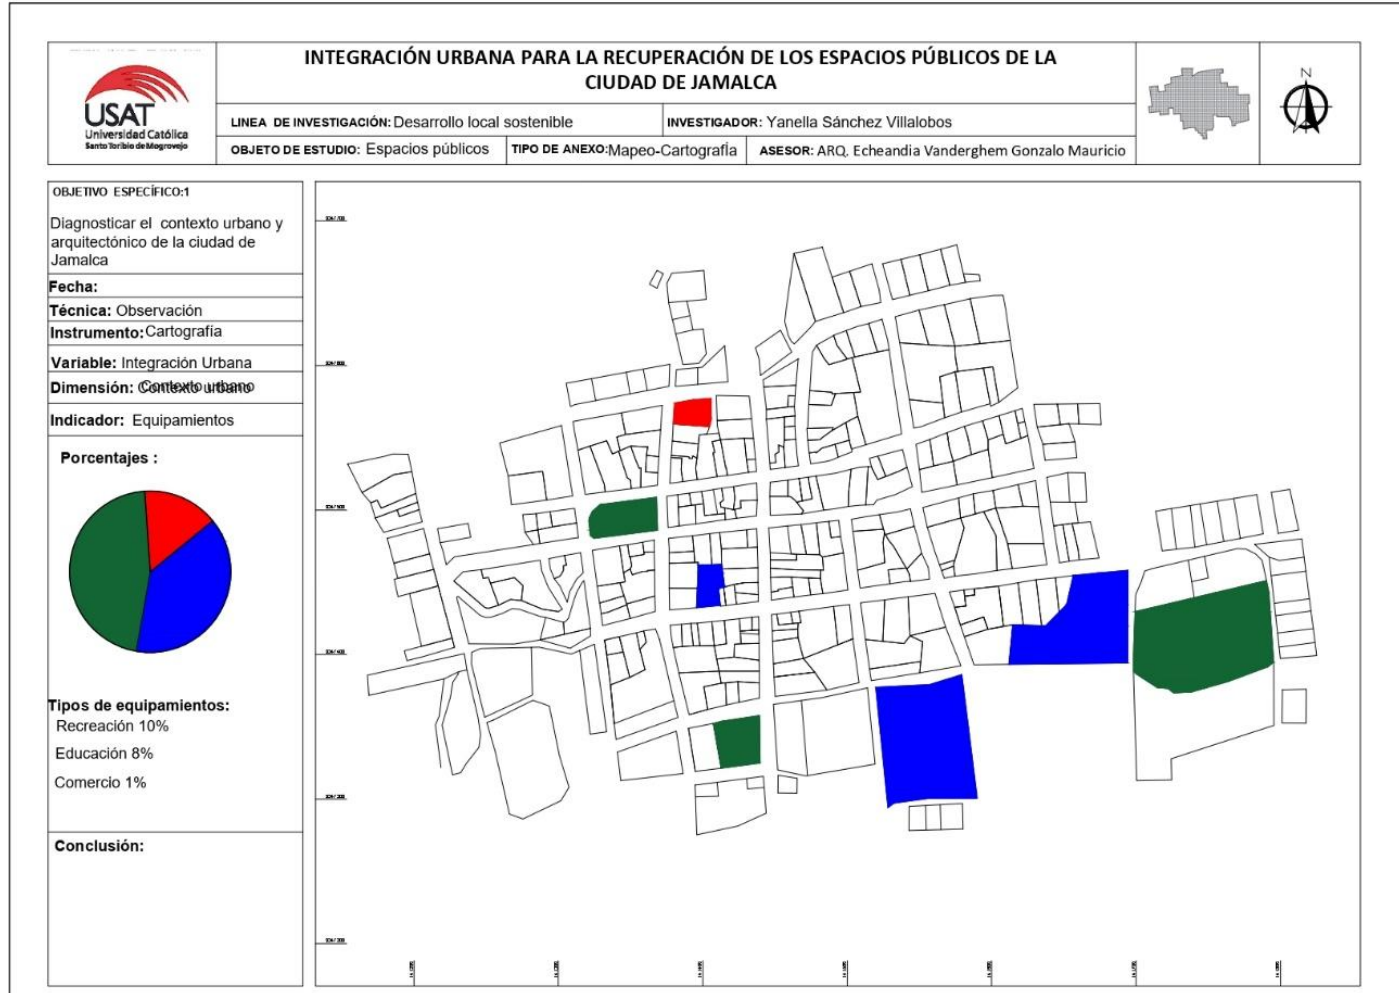 INTEGRACIÓN URBANA PARA LA RECUPERACIÓN DE LOS ESPACIOS PÚBLICOS DE LA
CIUDAD DE JAMALCA
USAT
Universidad Católica
Santo Toribio de Mogrovejo
LINEA DE INVESTIGACIÓN: Desarrollo local sostenible
INVESTIGADOR: Yanella Sánchez Villalobos
OBJETO DE ESTUDIO: Espacios públicos
TIPO DE ANEXO:Mapeo-Cartografía
ASESOR: ARQ. Echeandia Vanderghem Gonzalo Mauricio
N
OBJETIVO ESPECÍFICO:1
Diagnosticar el contexto urbano y
arquitectónico de la ciudad de
Jamalca
Fecha:
Técnica: Observación
Instrumento:Cartografía
Variable: Integración Urbana
Dimensión: Contexto urbano
Indicador: Equipamientos
Porcentajes :
Tipos de equipamientos:
Recreación 10%
Educación 8%
Comercio 1%
Conclusión: